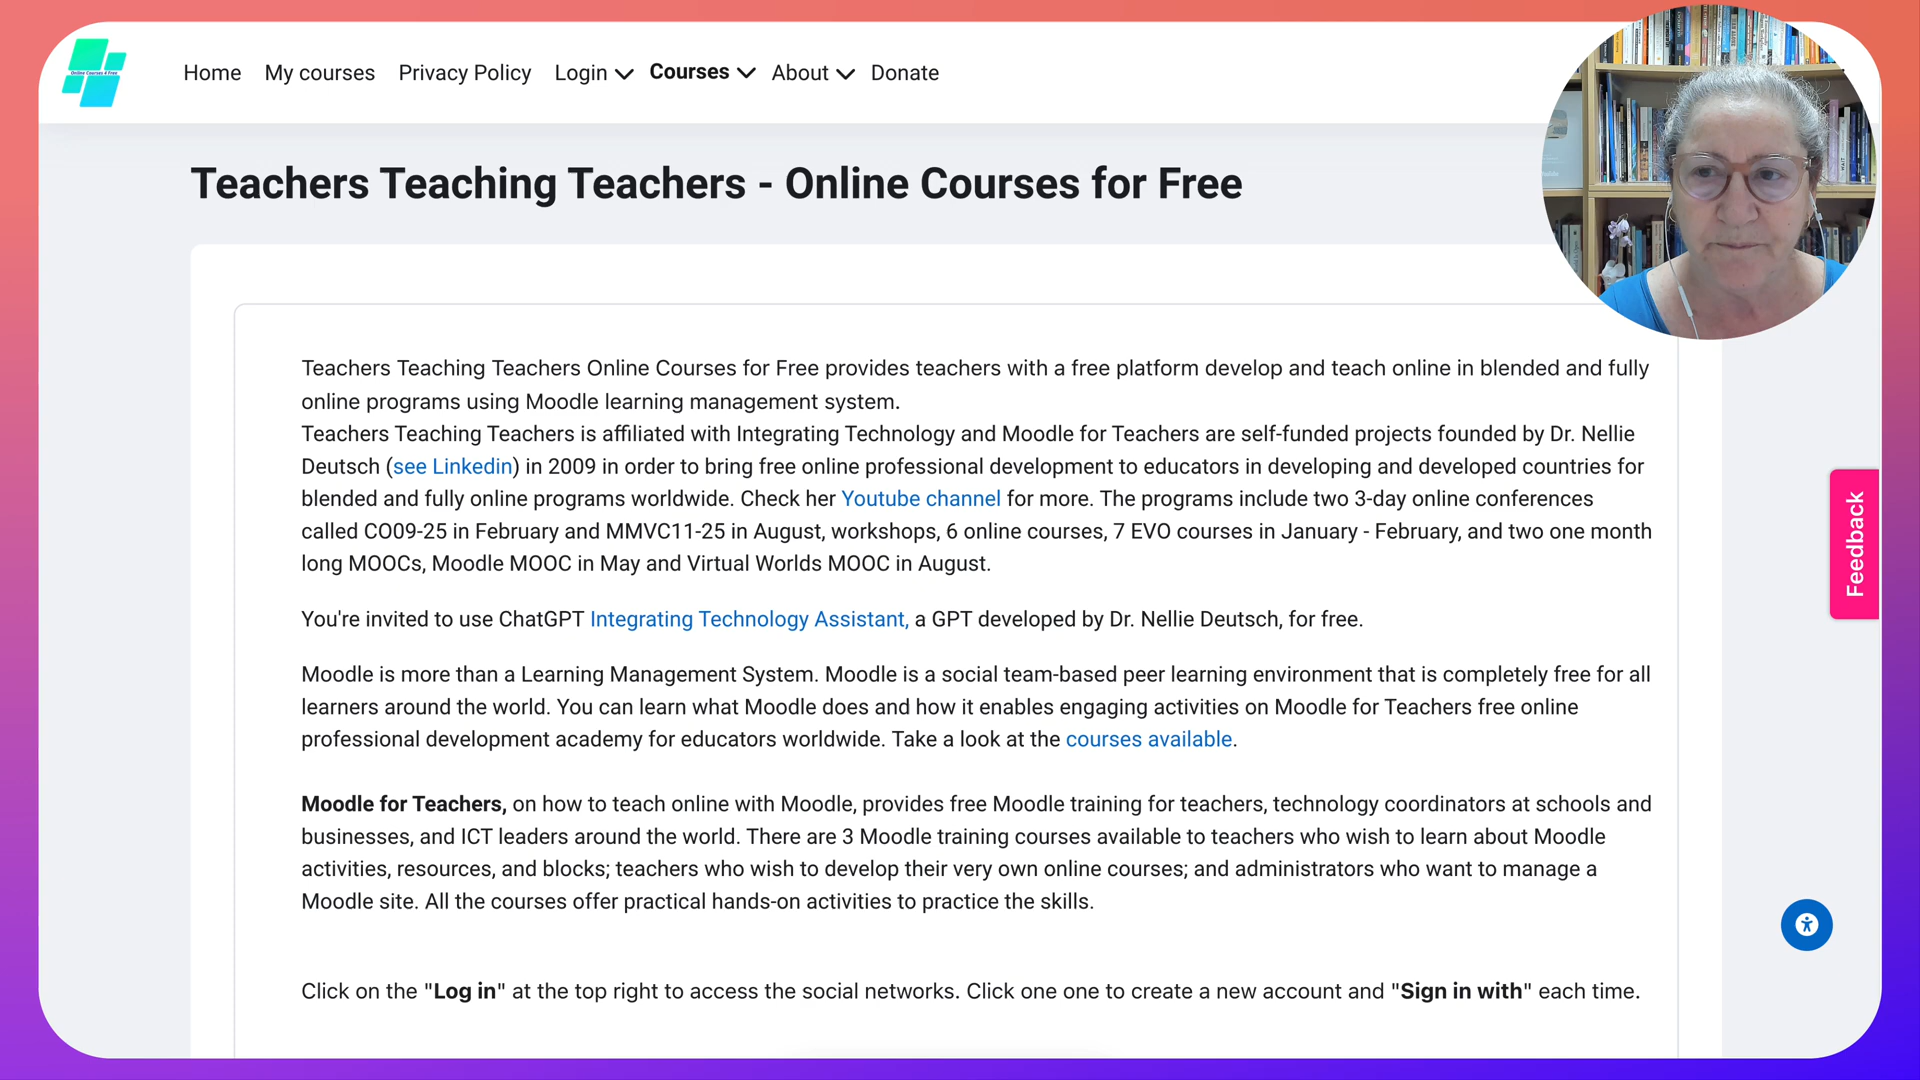 Online Courses 4 Free
Home My courses Privacy Policy Login Courses About Donate
Teachers Teaching Teachers - Online Courses for Free
Teachers Teaching Teachers Online Courses for Free provides teachers with a free platform develop and teach online in blended and fully
online programs using Moodle learning management system.
Teachers Teaching Teachers is affiliated with Integrating Technology and Moodle for Teachers are self-funded projects founded by Dr. Nellie
Deutsch (see Linkedin) in 2009 in order to bring free online professional development to educators in developing and developed countries for
blended and fully online programs worldwide. Check her Youtube channel for more. The programs include two 3-day online conferences
called CO09-25 in February and MMVC11-25 in August, workshops, 6 online courses, 7 EVO courses in January - February, and two one month
long MOOCs, Moodle MOOC in May and Virtual Worlds MOOC in August.
You're invited to use ChatGPT Integrating Technology Assistant, a GPT developed by Dr. Nellie Deutsch, for free.
Moodle is more than a Learning Management System. Moodle is a social team-based peer learning environment that is completely free for all
learners around the world. You can learn what Moodle does and how it enables engaging activities on Moodle for Teachers free online
professional development academy for educators worldwide. Take a look at the courses available.
Moodle for Teachers, on how to teach online with Moodle, provides free Moodle training for teachers, technology coordinators at schools and
businesses, and ICT leaders around the world. There are 3 Moodle training courses available to teachers who wish to learn about Moodle
activities, resources, and blocks; teachers who wish to develop their very own online courses; and administrators who want to manage a
Moodle site. All the courses offer practical hands-on activities to practice the skills.
Click on the "Log in" at the top right to access the social networks. Click one one to create a new account and "Sign in with" each time.
Feedback